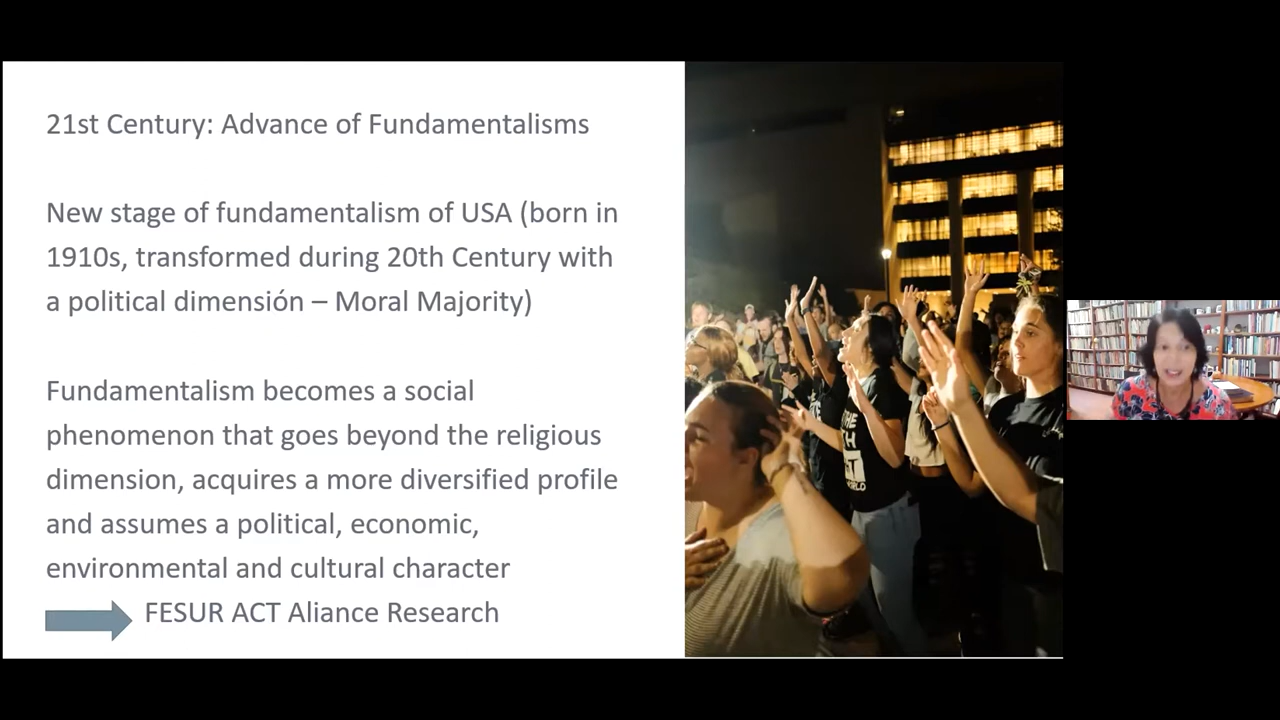 21st Century: Advance of Fundamentalisms
New stage of fundamentalism of USA (born in
1910s, transformed during 20th Century with
a political dimensión – Moral Majority)
Fundamentalism becomes a social
phenomenon that goes beyond the religious
dimension, acquires a more diversified profile
and assumes a political, economic,
environmental and cultural character
FESUR ACT Aliance Research